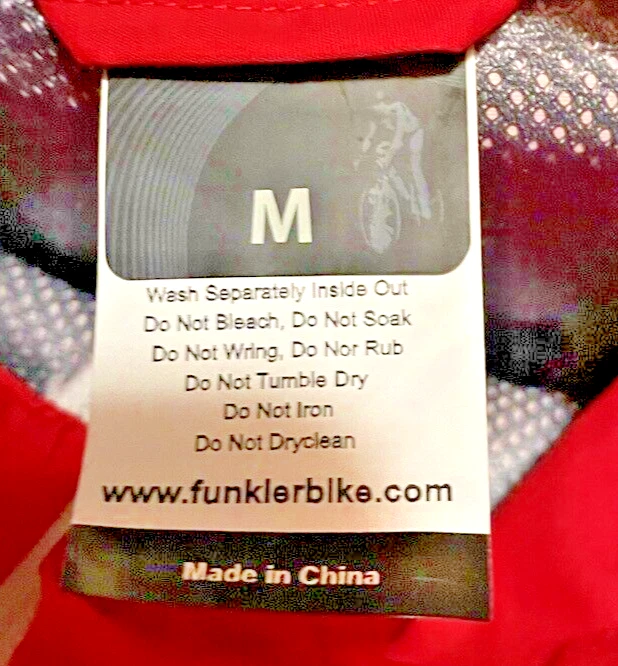 M
Wash Separately Inside Out
Do Not Bleach, Do Not Soak
Do Not Wring, Do Nor Rub
Do Not Tumble Dry
Do Not Iron
Do Not Dryclean
www.funkierbike.com
Made in China